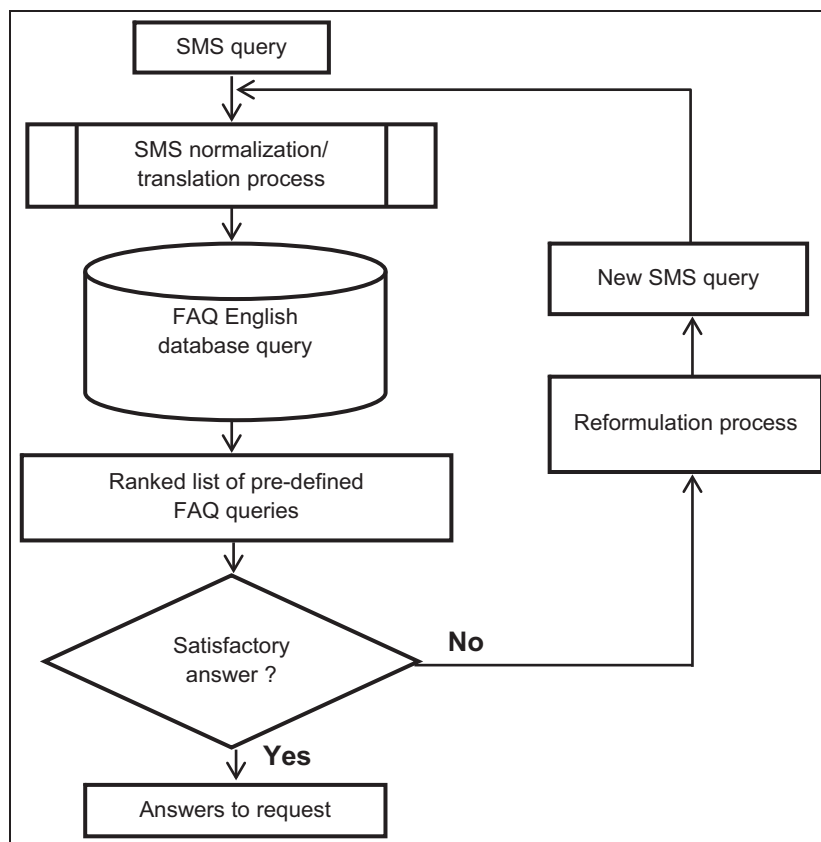 SMS query
SMS normalization/
translation process
FAQ English
database query
New SMS query
Reformulation process
Ranked list of pre-defined
FAQ queries
Satisfactory
answer ?
No
Yes
Answers to request